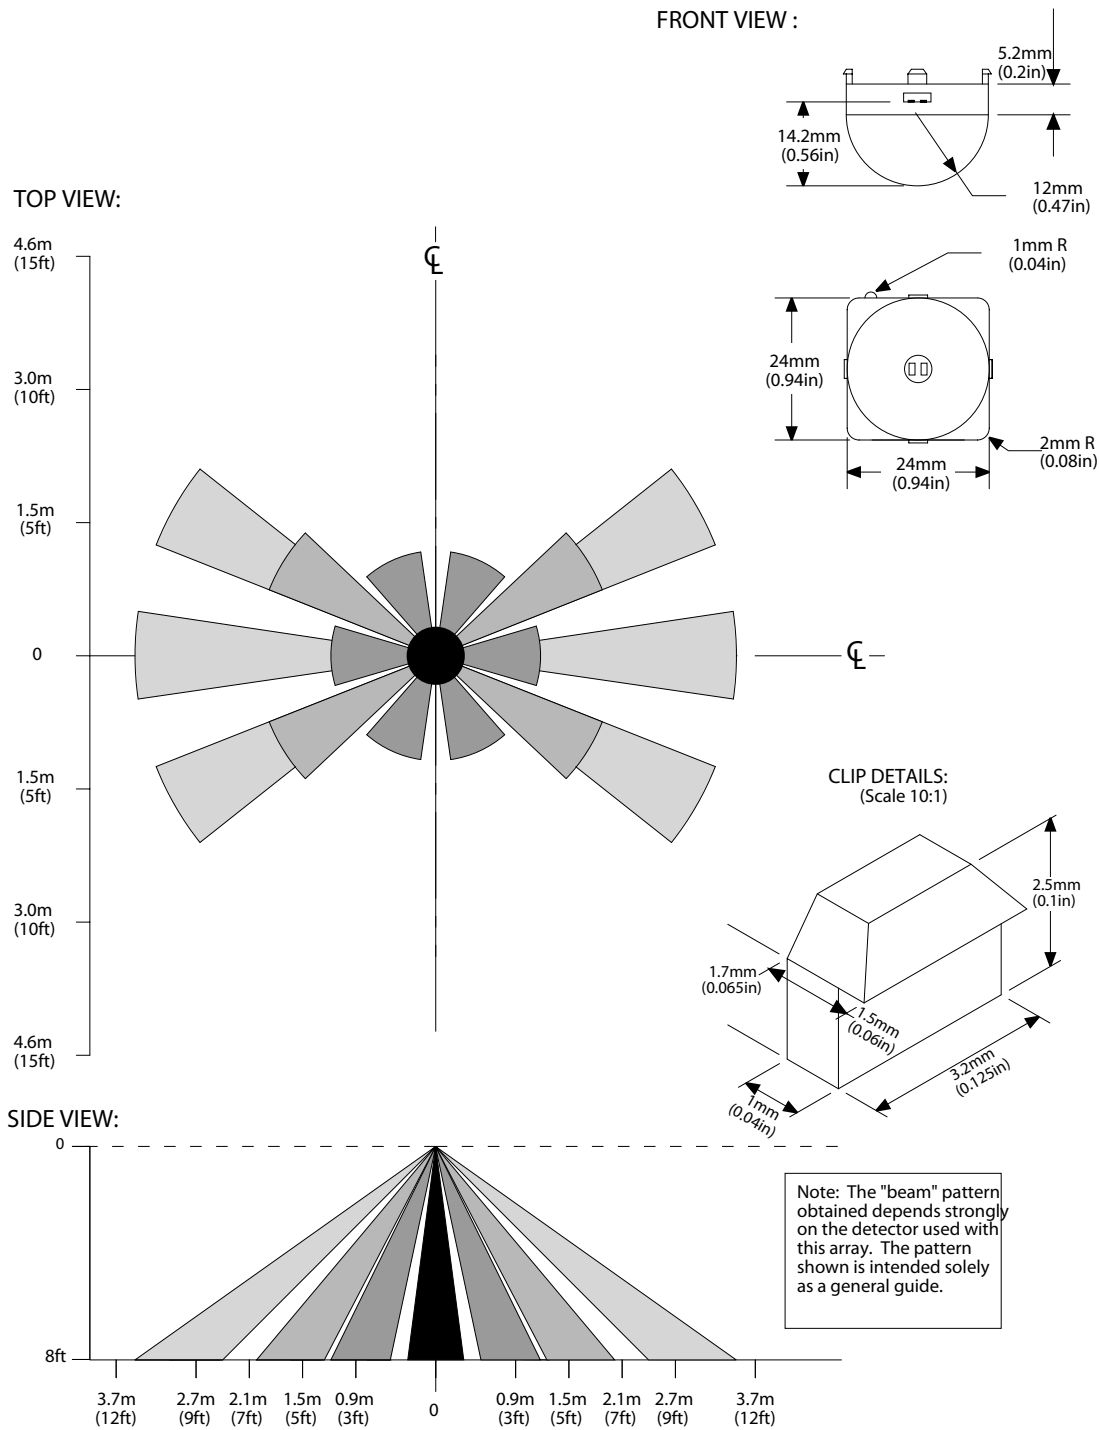 FRONT VIEW :
5.2mm
(0.2in)
14.2mm
(0.56in)
12mm
(0.47in)
1mm R
(0.04in)
24mm
(0.94in)
2mm R
(0.08in)
24mm
(0.94in)
TOP VIEW:
4.6m
(15ft)
3.0m
(10ft)
1.5m
(5ft)
0
1.5m
(5ft)
3.0m
(10ft)
4.6m
(15ft)
℄
℄
CLIP DETAILS:
(Scale 10:1)
2.5mm
(0.1in)
1.7mm
(0.065in)
1.5mm
(0.06in)
3.2mm
(0.125in)
1mm
(0.04in)
SIDE VIEW:
0
8ft
3.7m
(12ft)
2.7m
(9ft)
2.1m
(7ft)
1.5m
(5ft)
0.9m
(3ft)
0
0.9m
(3ft)
1.5m
(5ft)
2.1m
(7ft)
2.7m
(9ft)
3.7m
(12ft)
Note: The "beam" pattern
obtained depends strongly
on the detector used with
this array. The pattern
shown is intended solely
as a general guide.